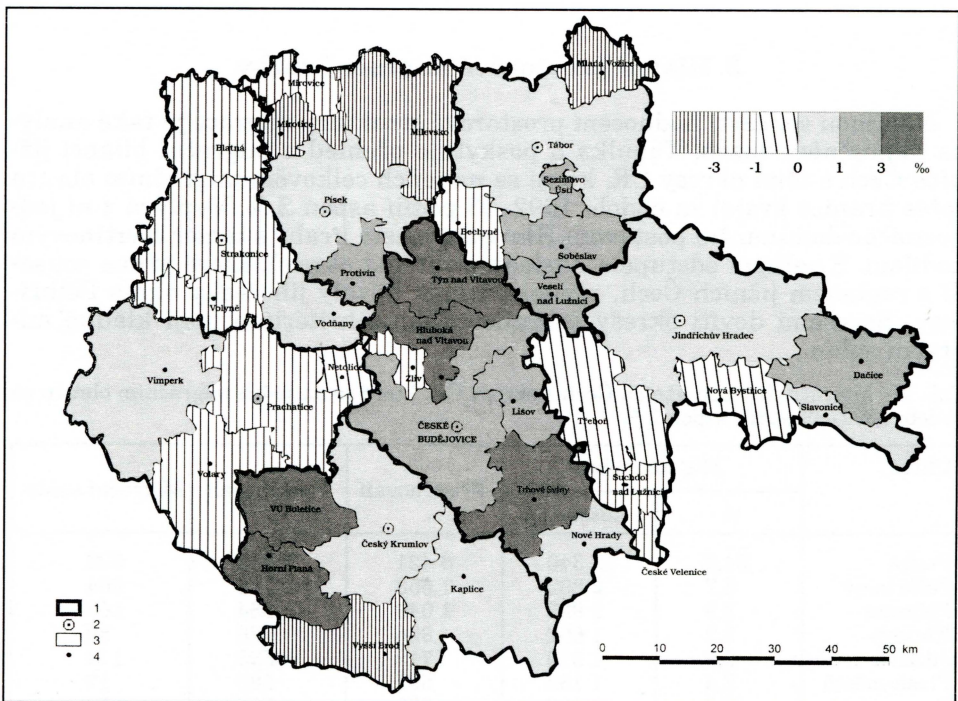 Mladá Vožice
Mirovice
Mirotice
Milevsko
Blatná
Tábor
Sezimovo
Ústí
-3 -1 0 1 3 ‰
Písek
Bechyně
Strakonice
Soběslav
Protivín
Týn nad Vltavou
Veselí
nad Lužnicí
Volyně
Vodňany
Hluboká
nad Vltavou
Jindřichův Hradec
Vimperk
Netolice
Zliv
Dačice
Prachatice
Nová Bystřice
Lišov
Třeboň
Slavonice
ČESKÉ
BUDĚJOVICE
Volary
Trhové Sviny
Suchdol
nad Lužnicí
VÚ Boletice
Český Krumlov
Nové Hrady
Horní Planá
České Velenice
Kaplice
Vyšší Brod
1
2
3
4
0 10 20 30 40 50 km